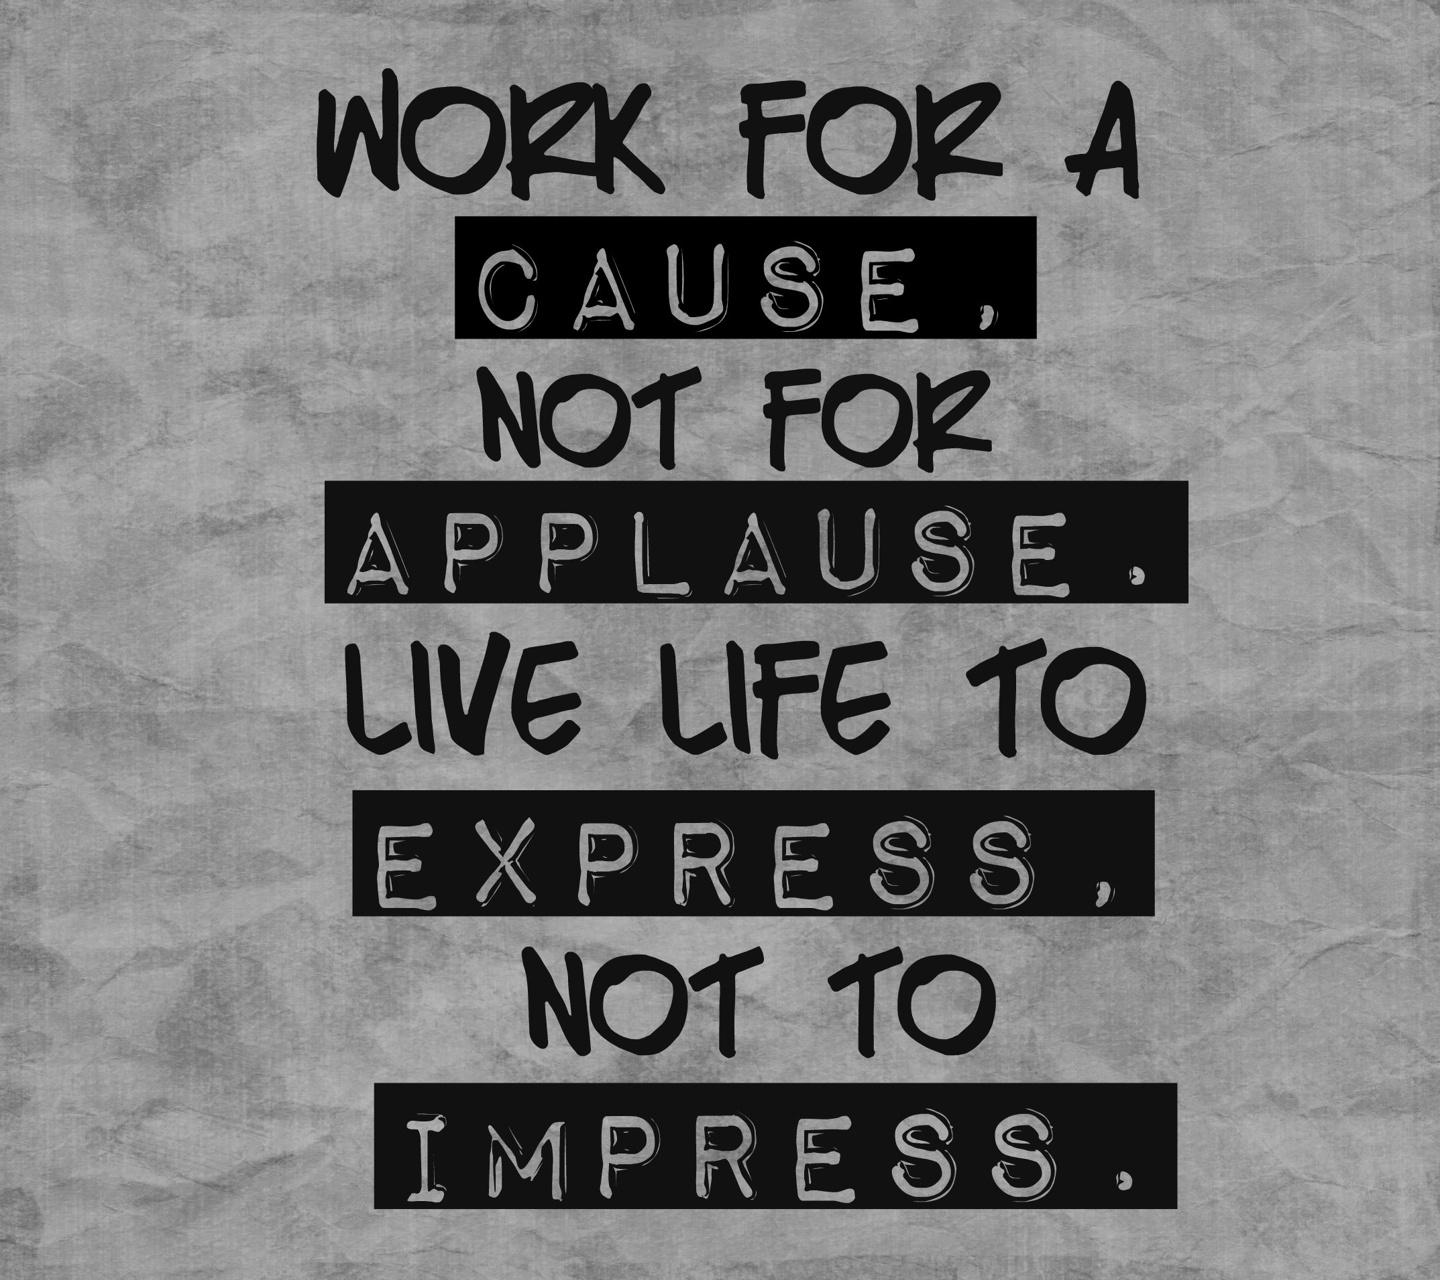 WORK FOR A
CAUSE,
NOT FOR
APPLAUSE.
LIVE LIFE TO
EXPRESS,
NOT TO
IMPRESS.